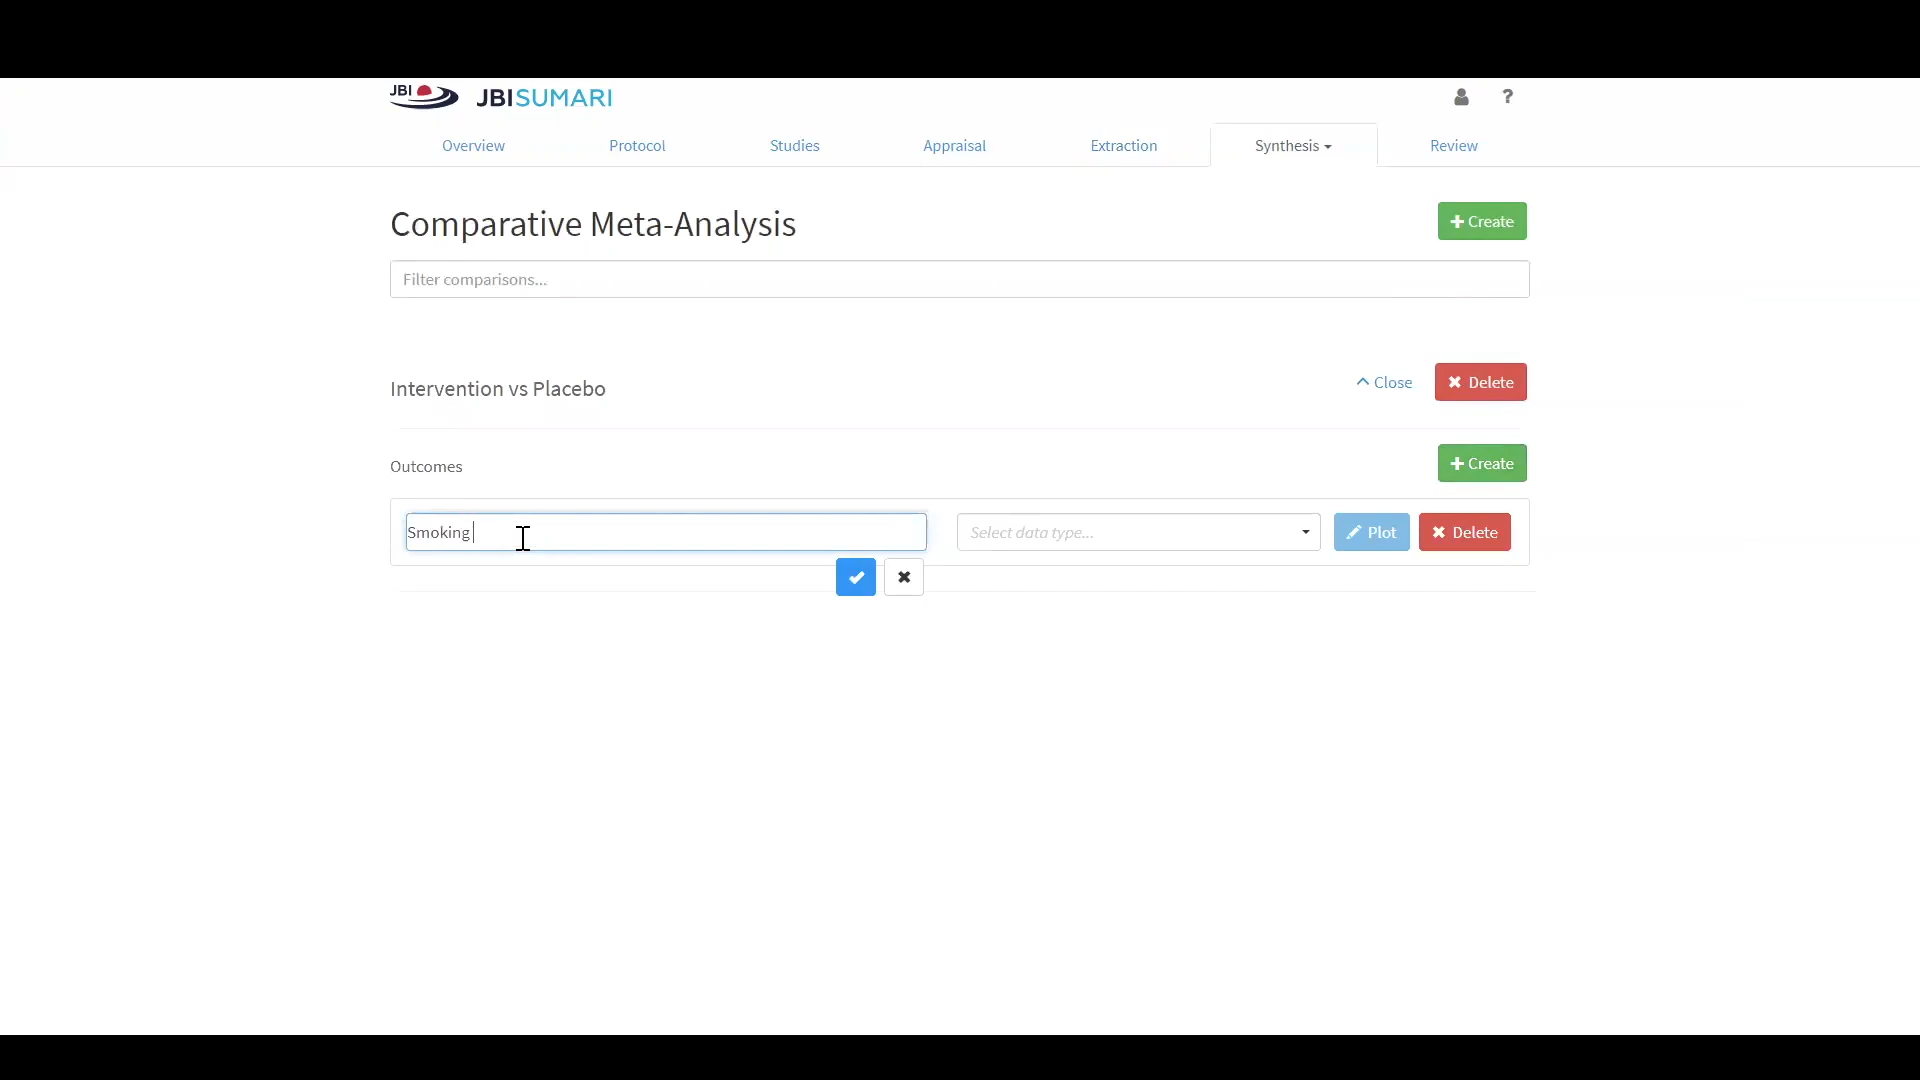 JBI JBISUMARI ?
Overview Protocol Studies Appraisal Extraction Synthesis Review
Comparative Meta-Analysis Create
Filter comparisons...
Intervention vs Placebo Close Delete
Outcomes Create
Smoking Select data type... Plot Delete